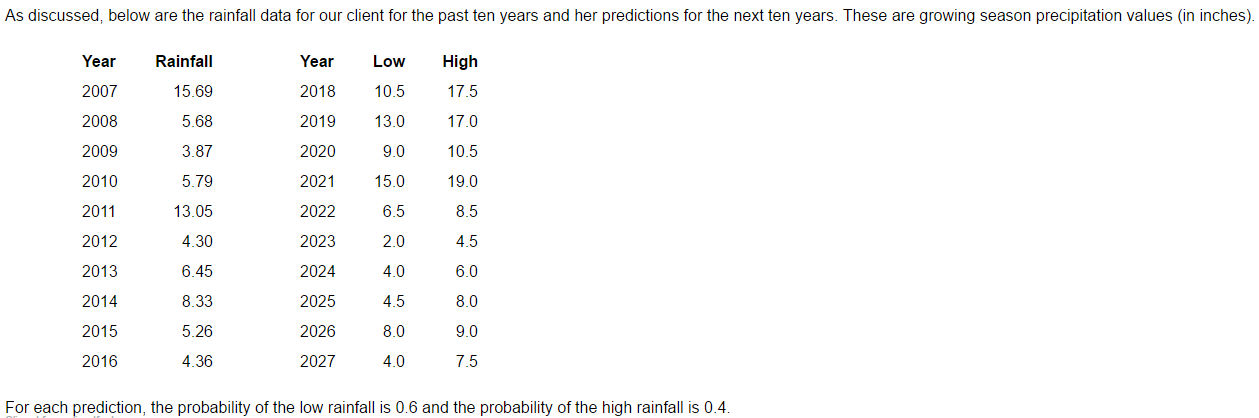 As discussed, below are the rainfall data for our client for the past ten years and her predictions for the next ten years. These are growing season precipitation values (in inches).
Year Rainfall Year Low High
2007 15.69 2018 10.5 17.5
2008 5.68 2019 13.0 17.0
2009 3.87 2020 9.0 10.5
2010 5.79 2021 15.0 19.0
2011 13.05 2022 6.5 8.5
2012 4.30 2023 2.0 4.5
2013 6.45 2024 4.0 6.0
2014 8.33 2025 4.5 8.0
2015 5.26 2026 8.0 9.0
2016 4.36 2027 4.0 7.5
For each prediction, the probability of the low rainfall is 0.6 and the probability of the high rainfall is 0.4.